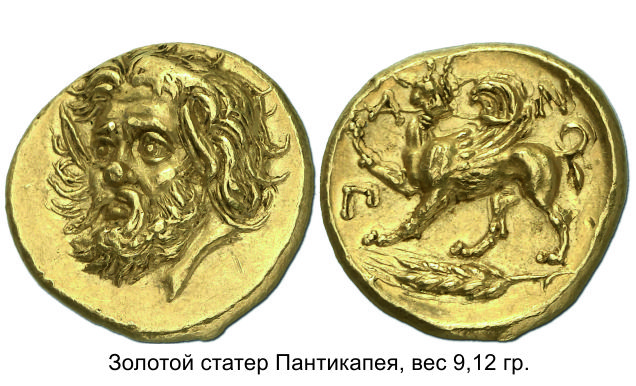 Π Α Ν
Золотой статер Пантикапея, вес 9,12 гр.